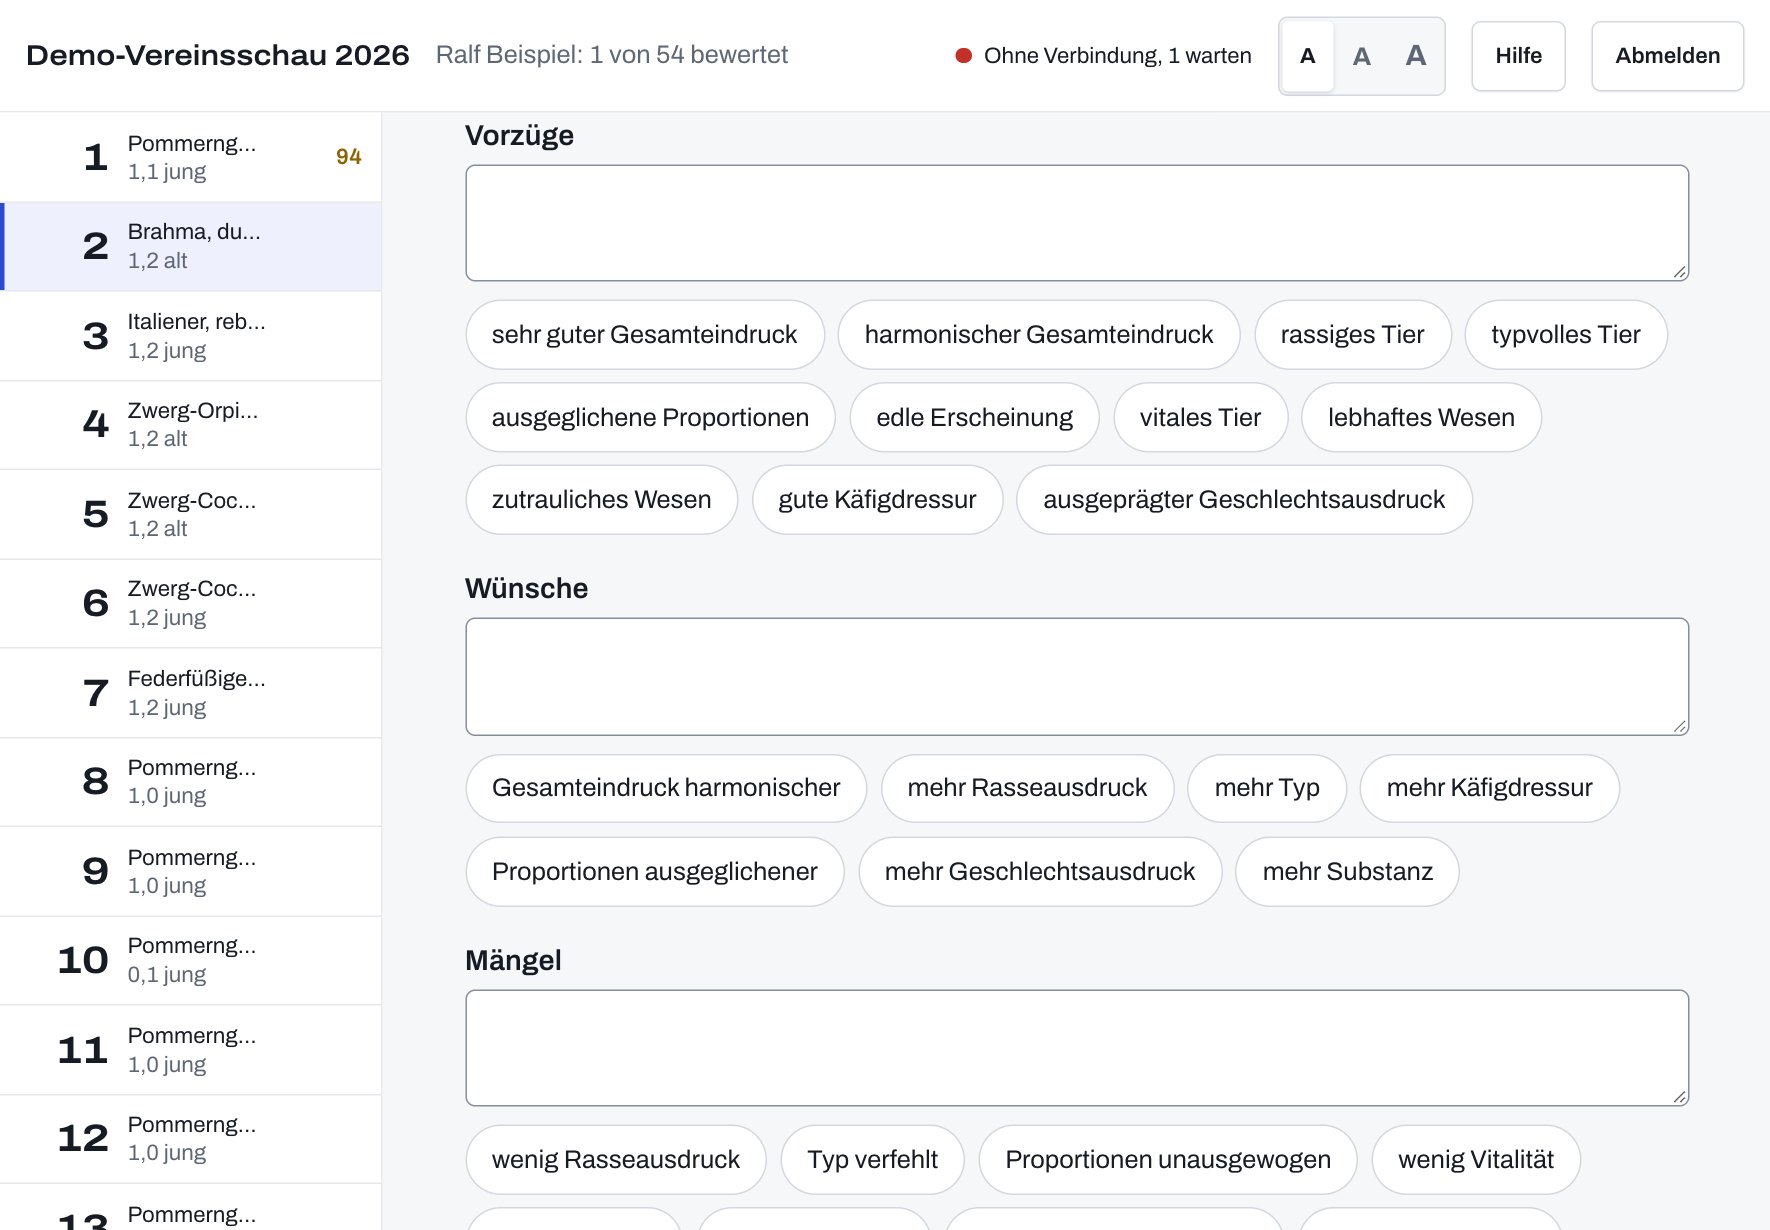 Demo-Vereinsschau 2026 Ralf Beispiel: 1 von 54 bewertet Ohne Verbindung, 1 warten A A A Hilfe Abmelden
1 Pommerng... 94
1,1 jung
2 Brahma, du...
1,2 alt
3 Italiener, reb...
1,2 jung
4 Zwerg-Orpi...
1,2 alt
5 Zwerg-Coc...
1,2 alt
6 Zwerg-Coc...
1,2 jung
7 Federfüßige...
1,2 jung
8 Pommerng...
1,0 jung
9 Pommerng...
1,0 jung
10 Pommerng...
0,1 jung
11 Pommerng...
1,0 jung
12 Pommerng...
1,0 jung
13 Pommerng...
Vorzüge
sehr guter Gesamteindruck harmonischer Gesamteindruck rassiges Tier typvolles Tier
ausgeglichene Proportionen edle Erscheinung vitales Tier lebhaftes Wesen
zutrauliches Wesen gute Käfigdressur ausgeprägter Geschlechtsausdruck
Wünsche
Gesamteindruck harmonischer mehr Rasseausdruck mehr Typ mehr Käfigdressur
Proportionen ausgeglichener mehr Geschlechtsausdruck mehr Substanz
Mängel
wenig Rasseausdruck Typ verfehlt Proportionen unausgewogen wenig Vitalität